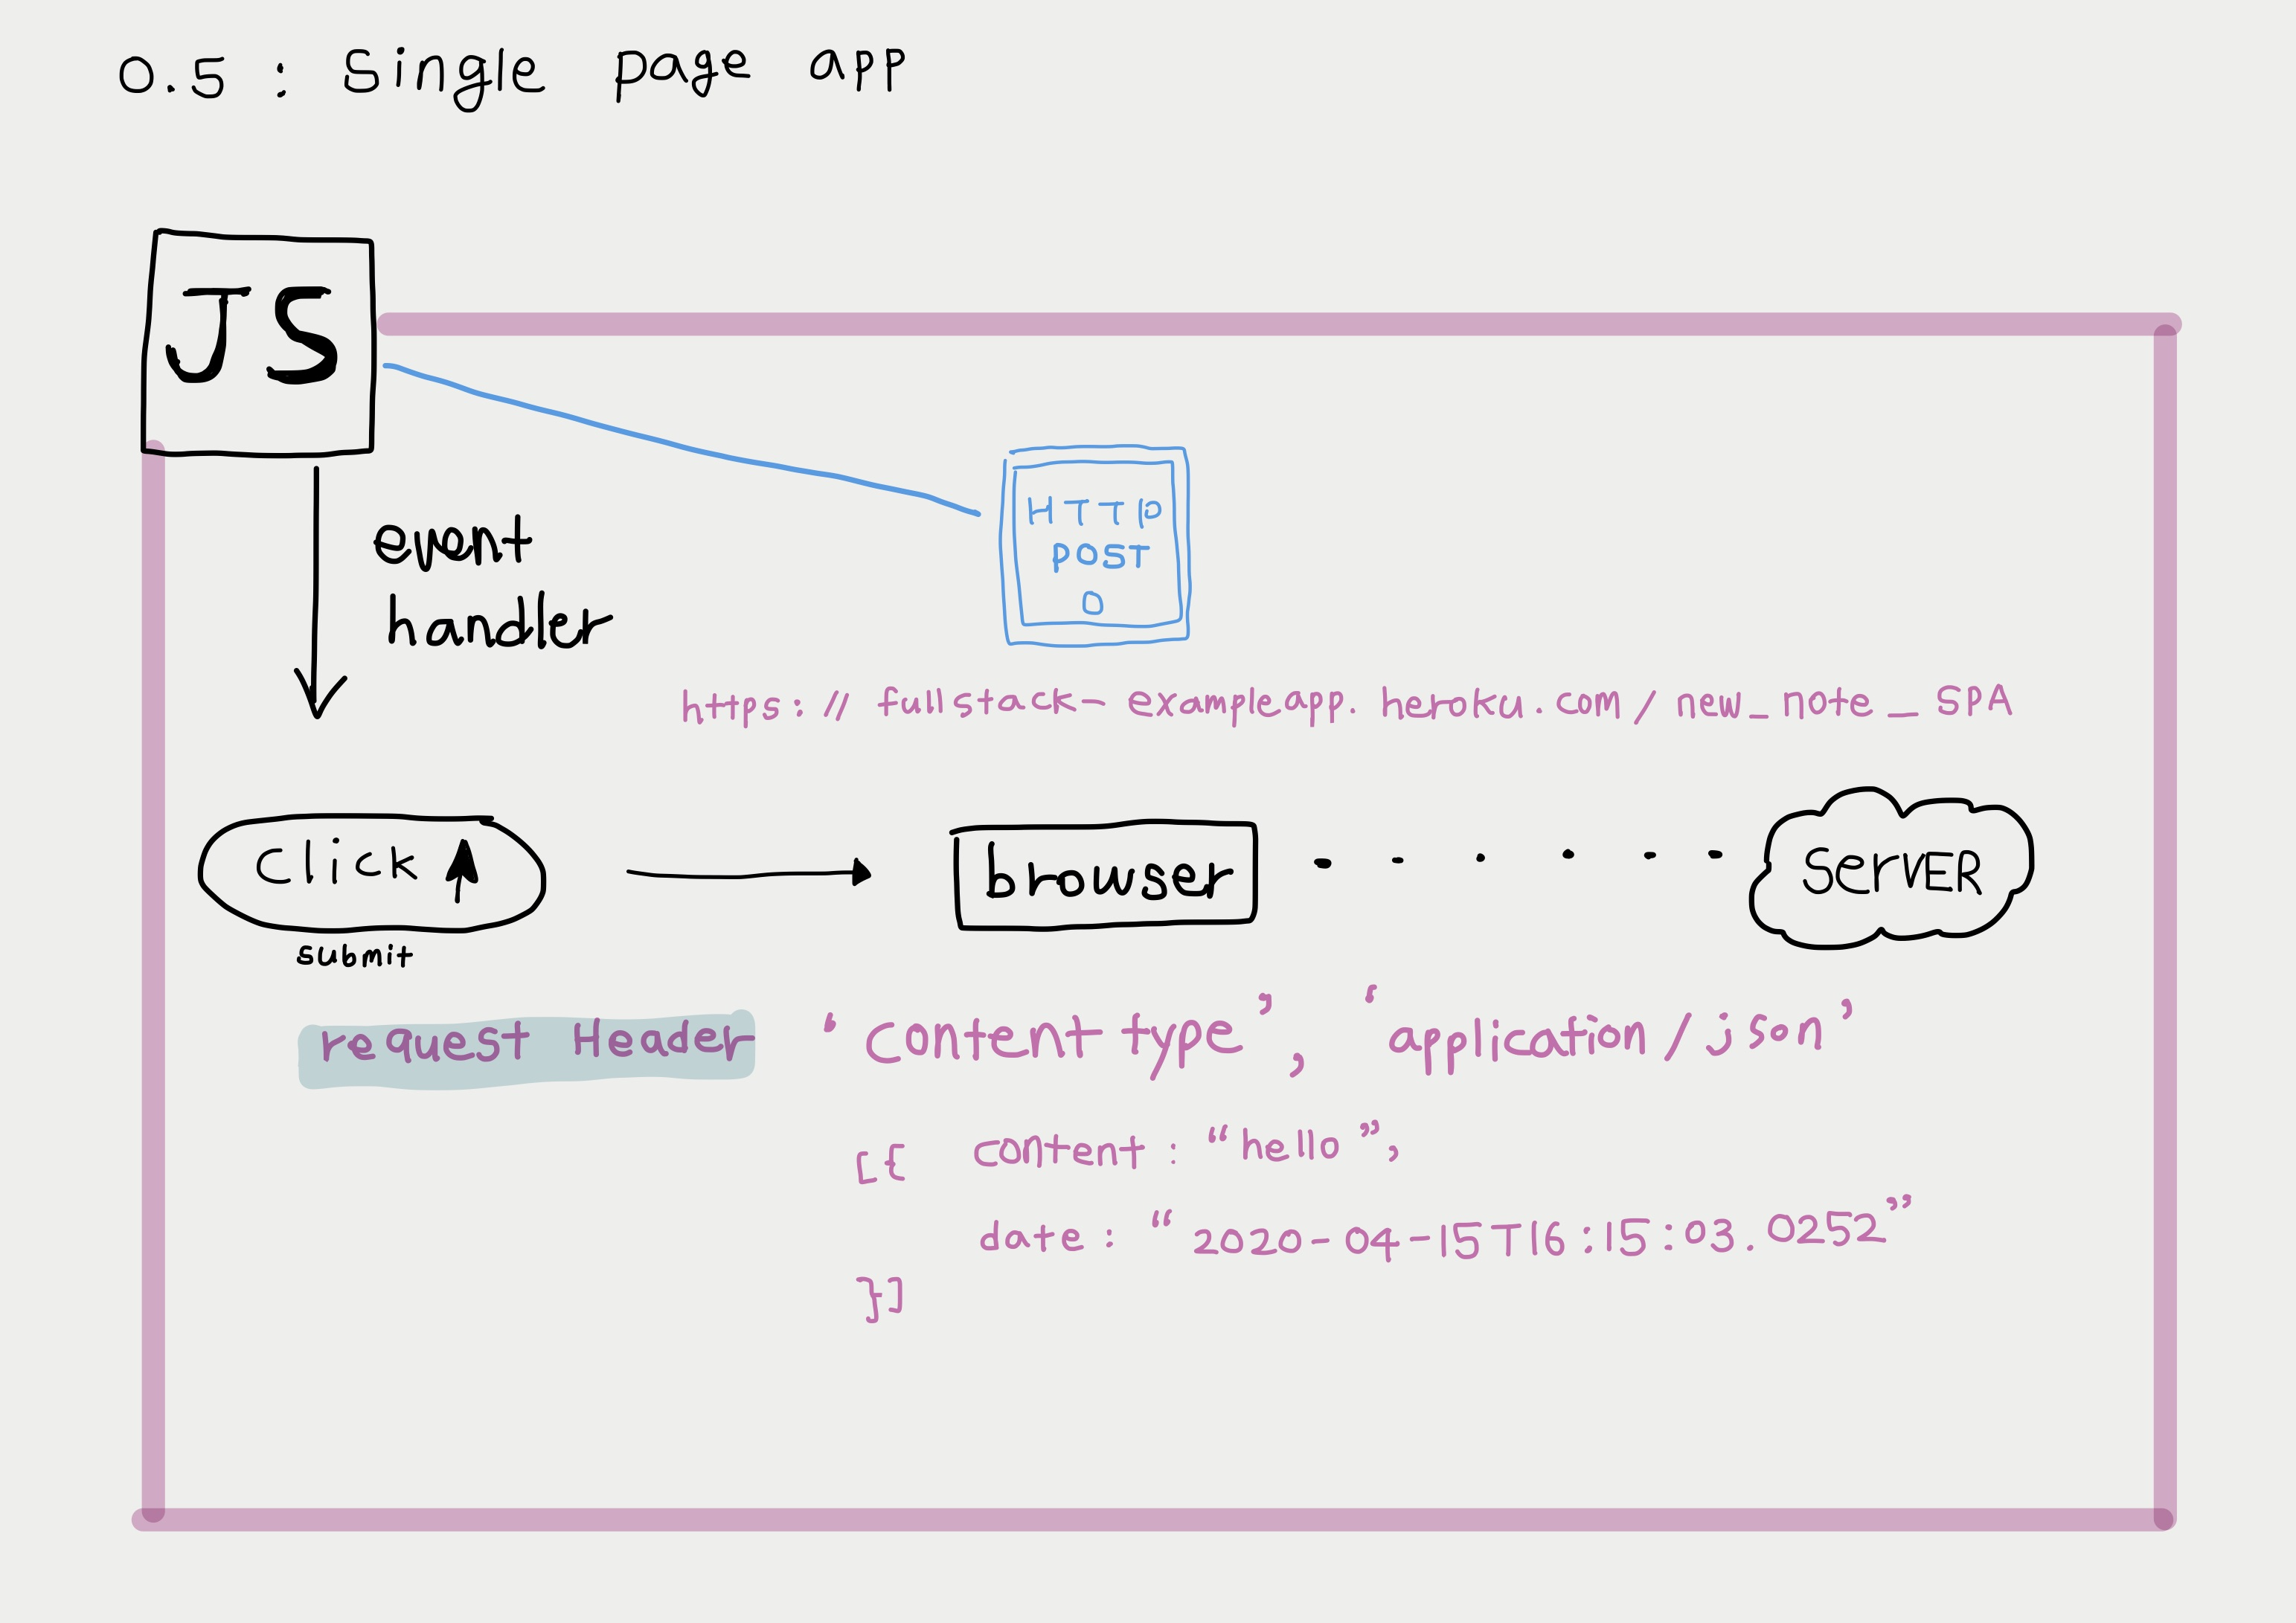 0.5 : Single page app
JS
event
handler
HTTP
POST
https://fullstack-exampleapp.heroku.com/new_note_SPA
Click
submit
browser
SERVER
request Header 'Content type', 'application/json'
[{ content : "hello",
date : "2020-04-15T16:15:03.0252"
}]